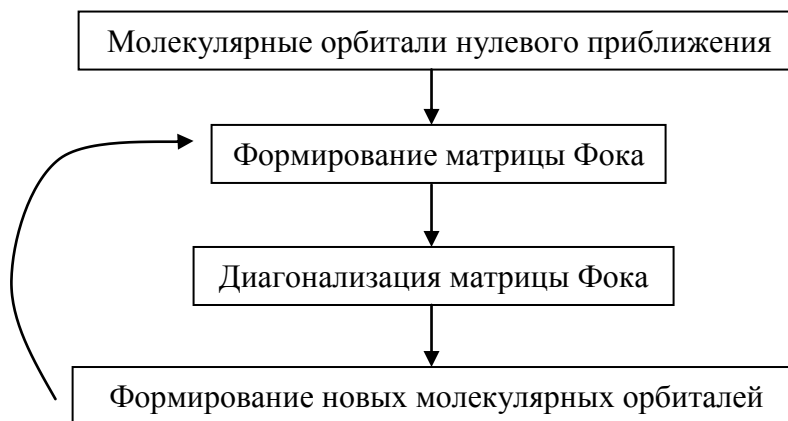 Молекулярные орбитали нулевого приближения
Формирование матрицы Фока
Диагонализация матрицы Фока
Формирование новых молекулярных орбиталей